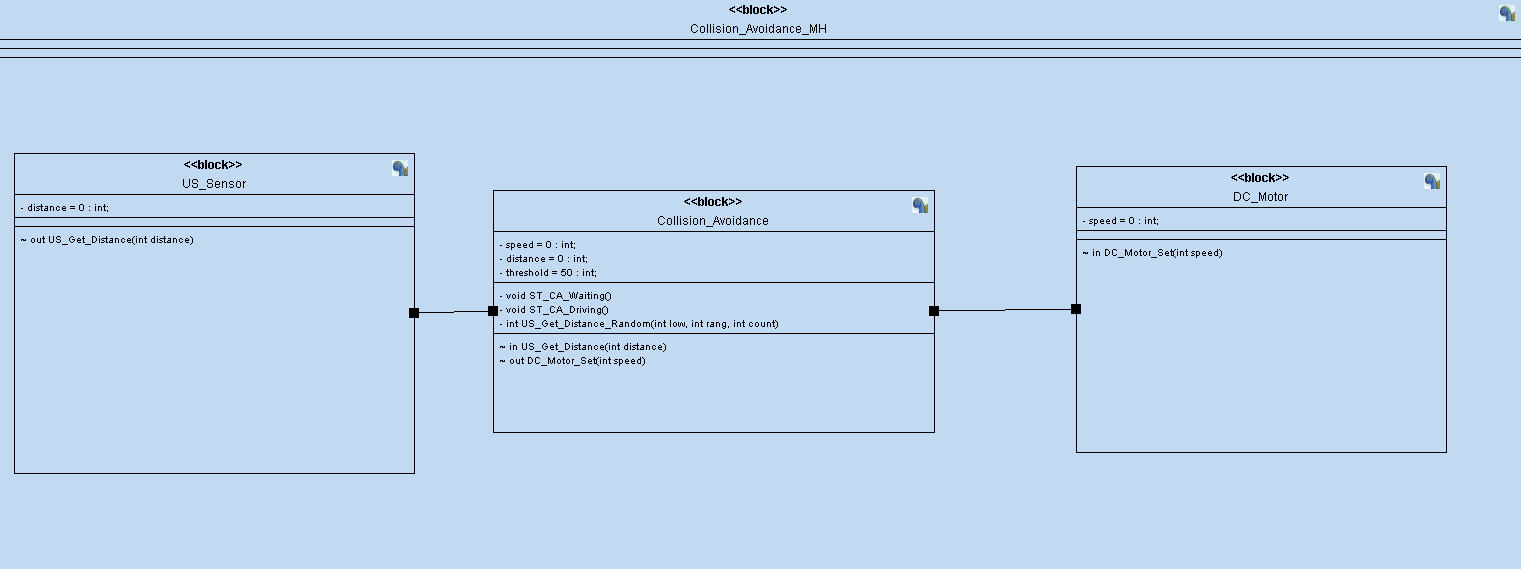 <<block>>
Collision_Avoidance_MH
<<block>>
US_Sensor
- distance = 0 : int;
~ out US_Get_Distance(int distance)
<<block>>
Collision_Avoidance
- speed = 0 : int;
- distance = 0 : int;
- threshold = 50 : int;
- void ST_CA_Waiting()
- void ST_CA_Driving()
- int US_Get_Distance_Random(int low, int rang, int count)
~ in US_Get_Distance(int distance)
~ out DC_Motor_Set(int speed)
<<block>>
DC_Motor
- speed = 0 : int;
~ in DC_Motor_Set(int speed)